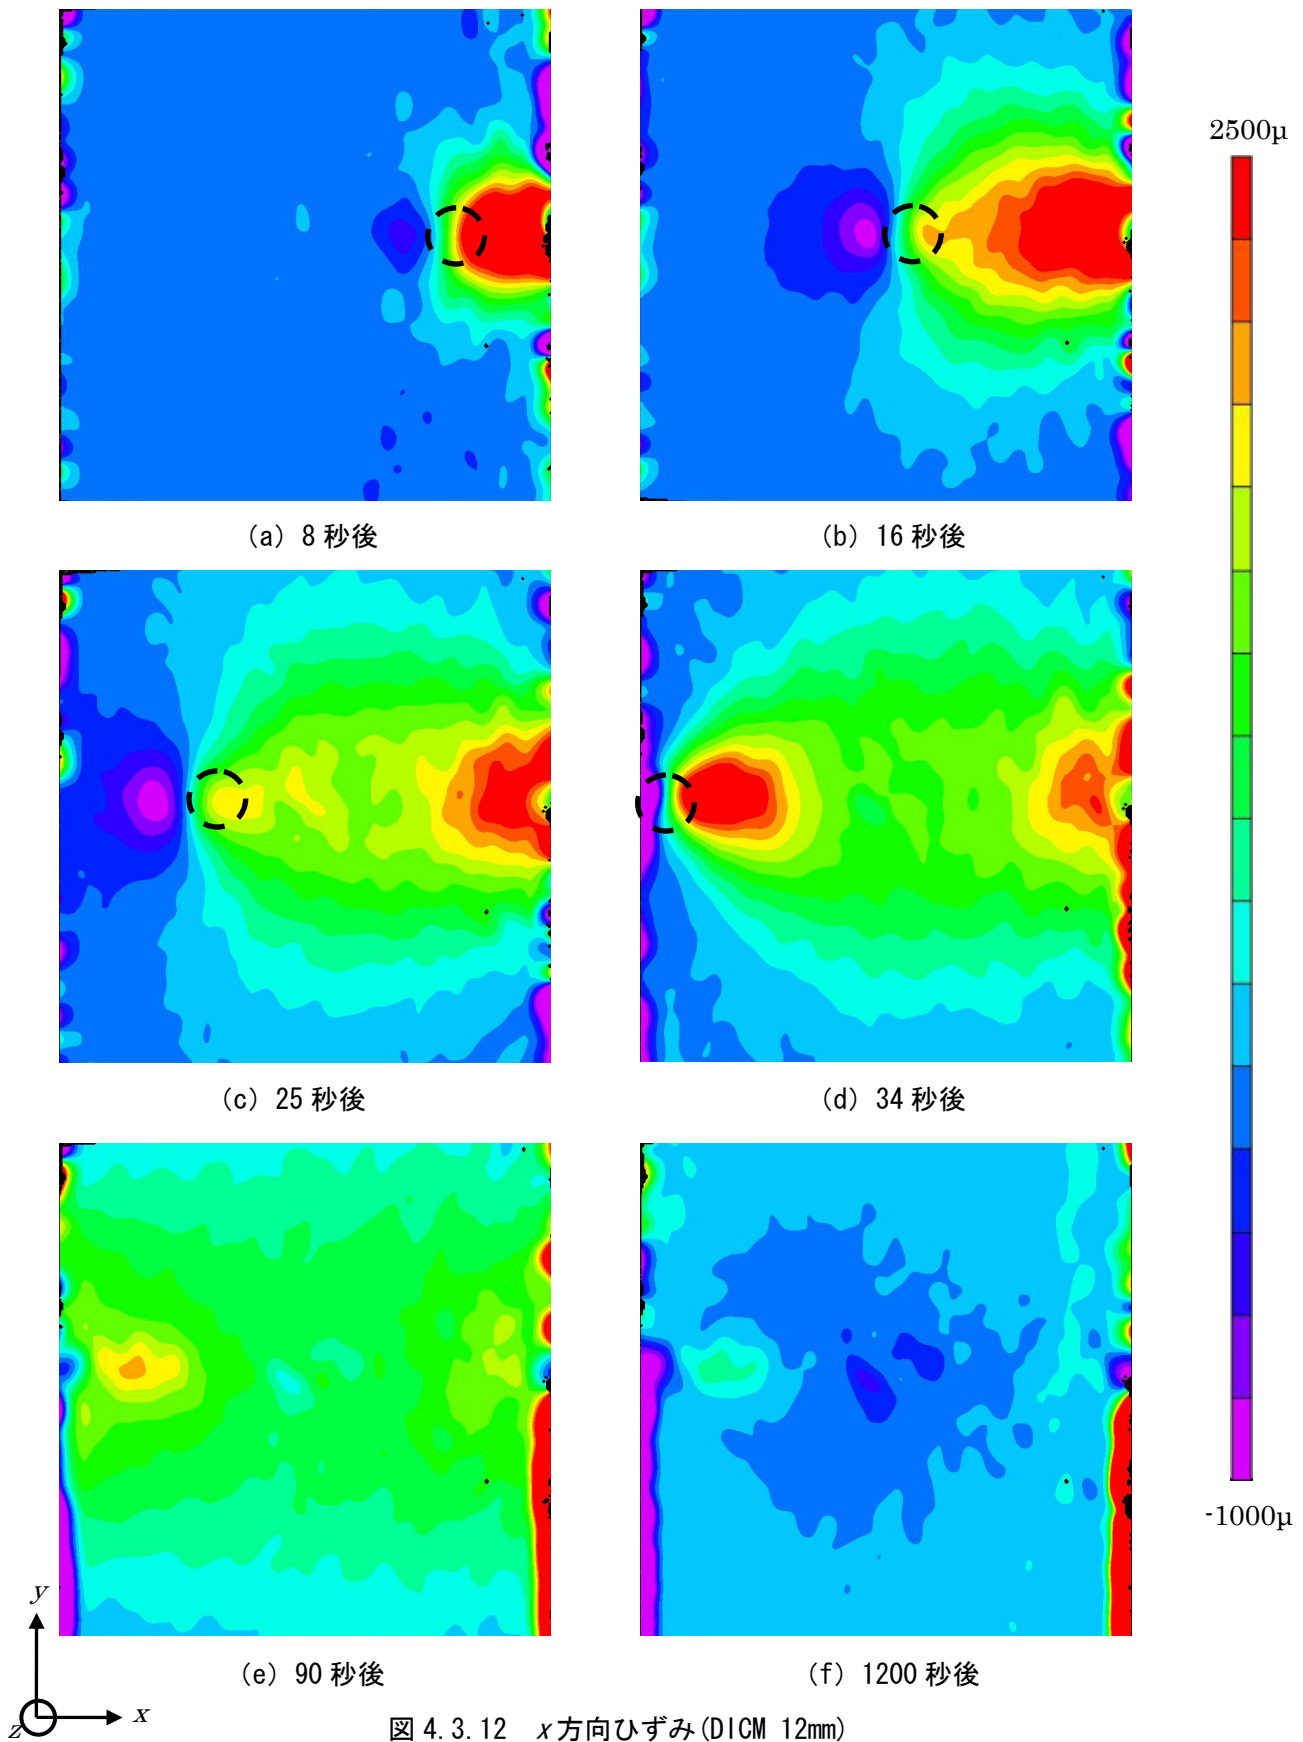 2500μ
(a) 8 秒後
(b) 16 秒後
(c) 25 秒後
(d) 34 秒後
-1000μ
y
(e) 90 秒後
(f) 1200 秒後
z
x
図 4.3.12 x方向ひずみ(DICM 12mm)